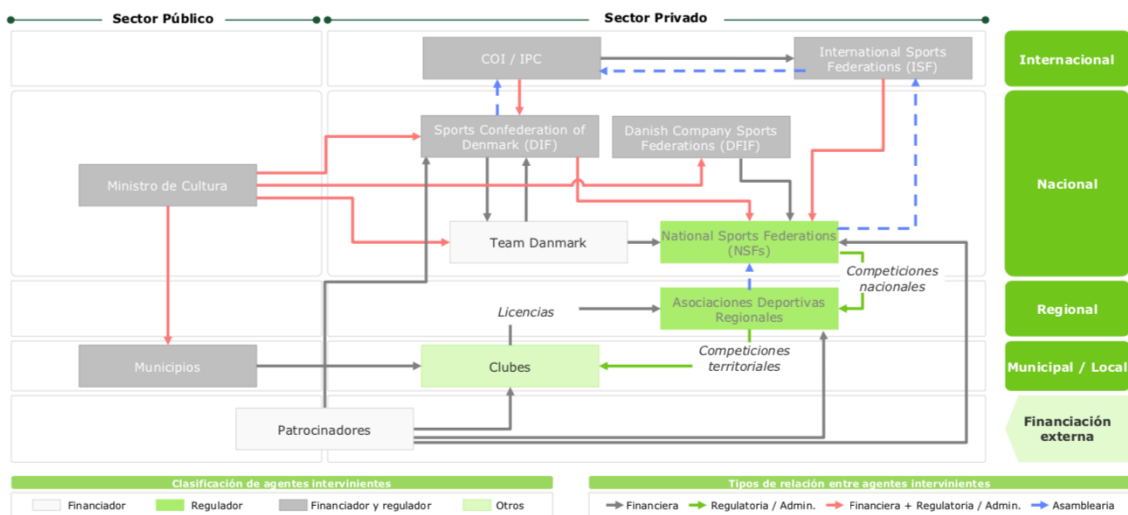 Sector Público
Sector Privado
COI / IPC
International Sports
Federations (ISF)
Internacional
Sports Confederation of
Denmark (DIF)
Danish Company Sports
Federations (DFIF)
Ministro de Cultura
Nacional
Team Danmark
National Sports Federations
(NSFs)
Competiciones
nacionales
Licencias
Asociaciones Deportivas
Regionales
Regional
Municipios
Clubes
Competiciones
territoriales
Municipal / Local
Patrocinadores
Financiación
externa
Clasificación de agentes intervinientes
Financiador
Regulador
Financiador y regulador
Otros
Tipos de relación entre agentes intervinientes
Financiera
Regulatoria / Admin.
Financiera + Regulatoria / Admin.
Asamblearia